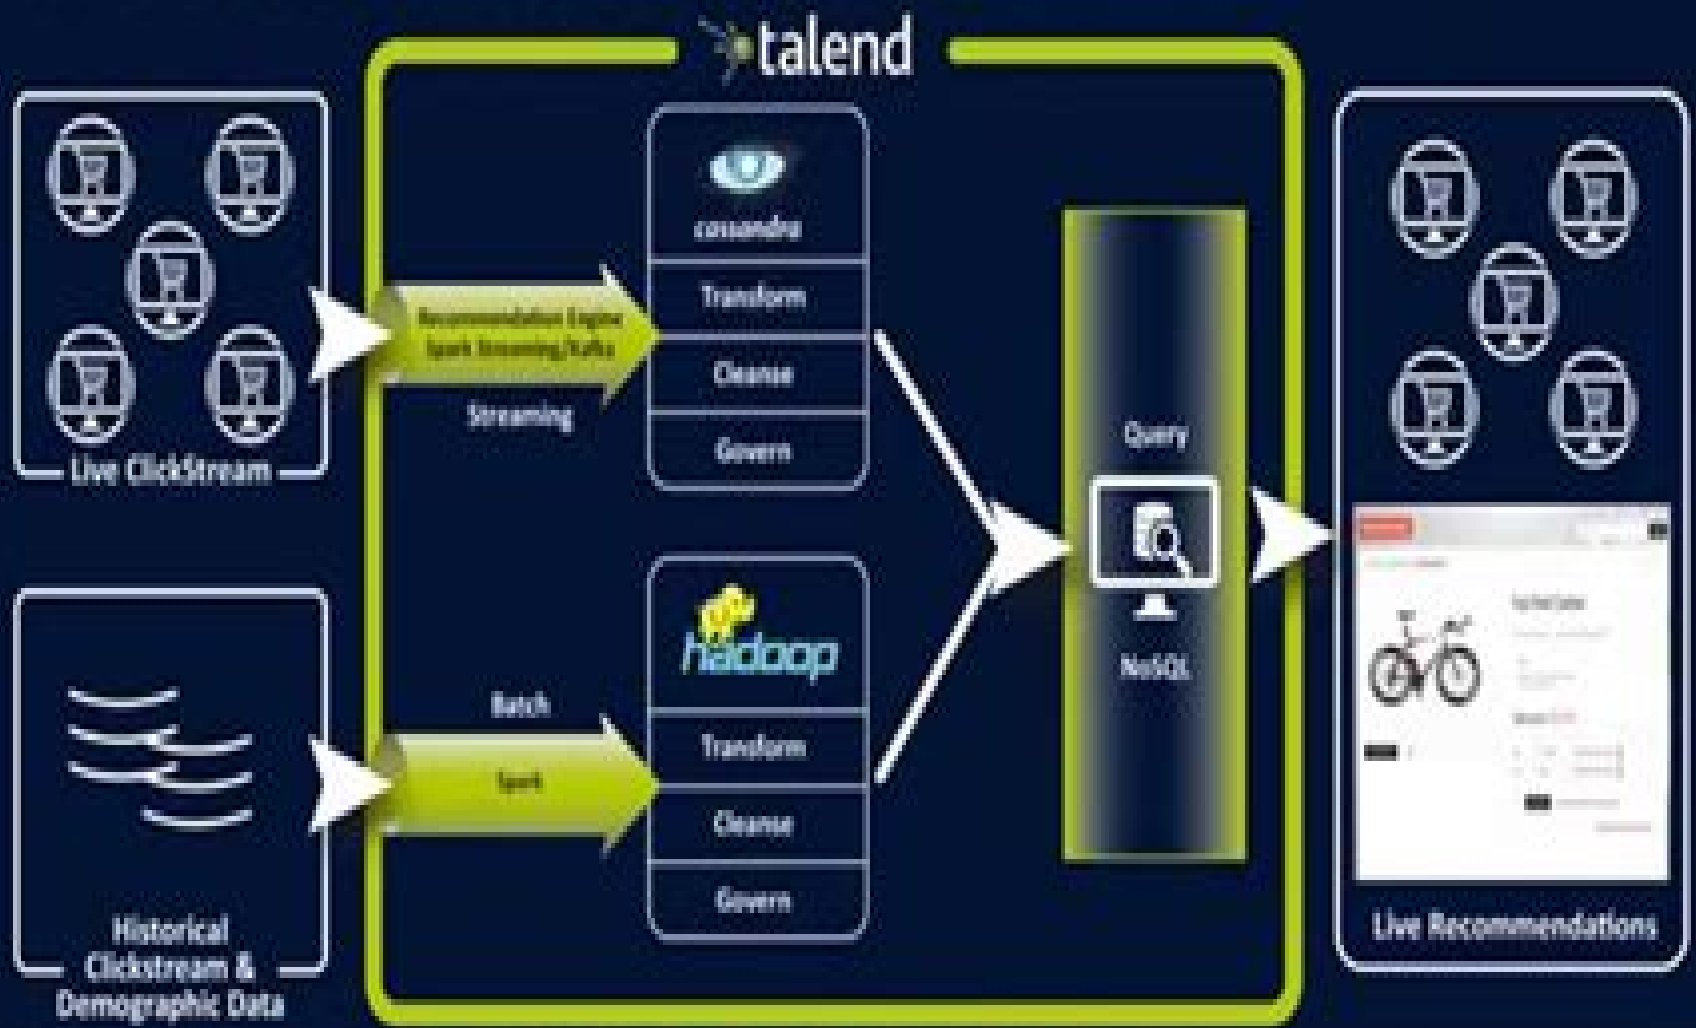 talend
Live ClickStream
Recommendation Engine
Spark Streaming/Kafka
Streaming
cassandra
Transform
Cleanse
Govern
Historical
Clickstream &
Demographic Data
Batch
Spark
hadoop
Transform
Cleanse
Govern
Query
NoSQL
Live Recommendations